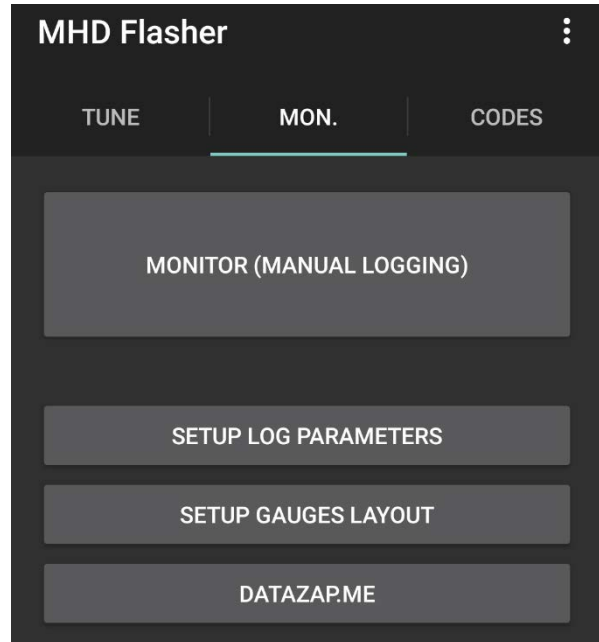 MHD Flasher
TUNE MON. CODES
MONITOR (MANUAL LOGGING)
SETUP LOG PARAMETERS
SETUP GAUGES LAYOUT
DATAZAP.ME